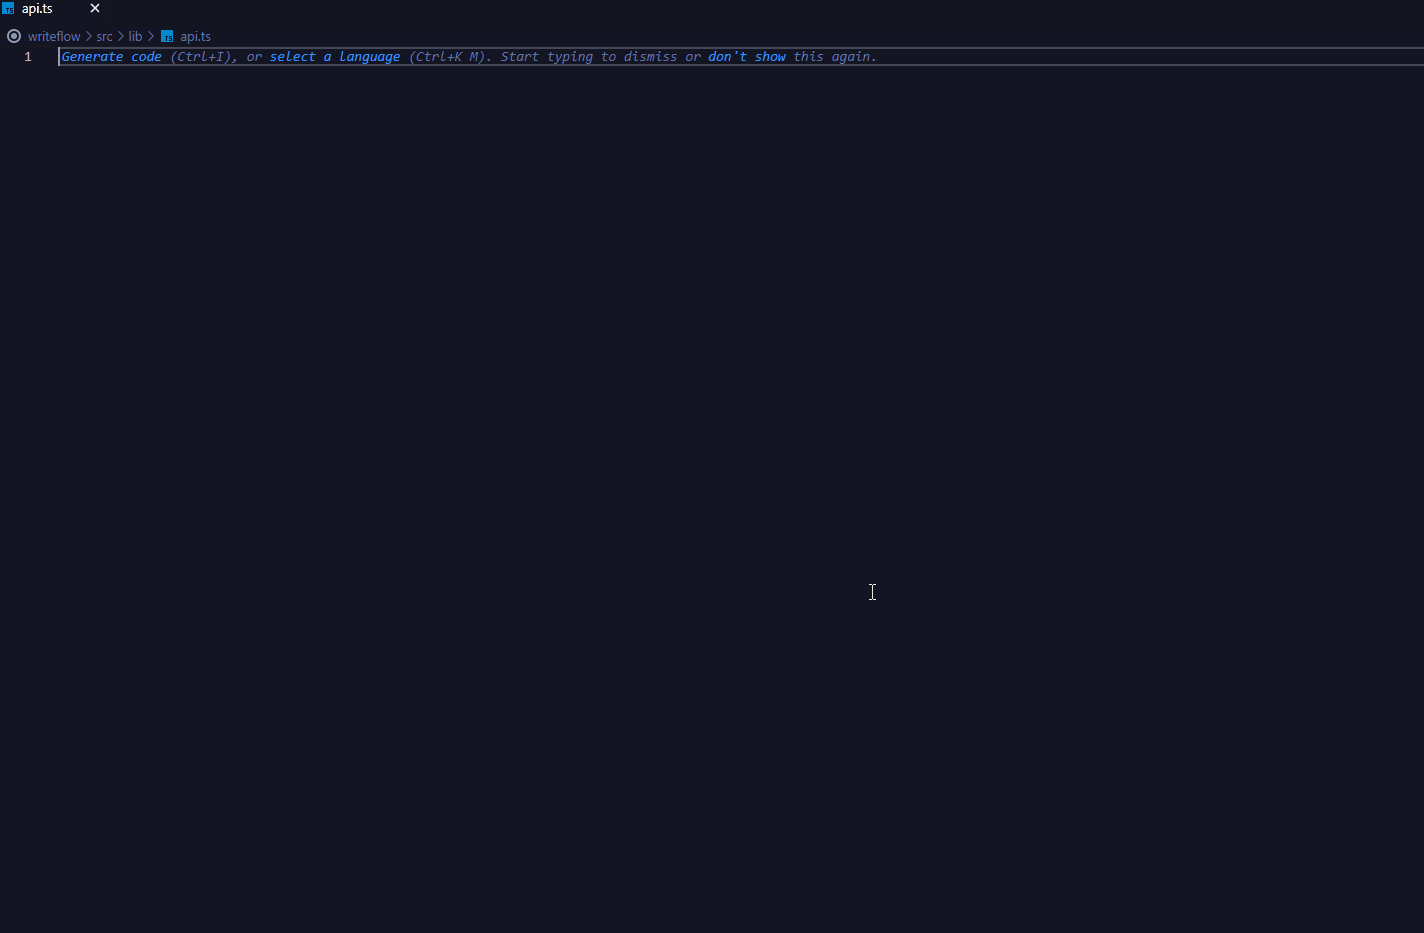 api.ts
writeflow > src > lib > TS api.ts
1 Generate code (Ctrl+I), or select a language (Ctrl+K M). Start typing to dismiss or don't show this again.